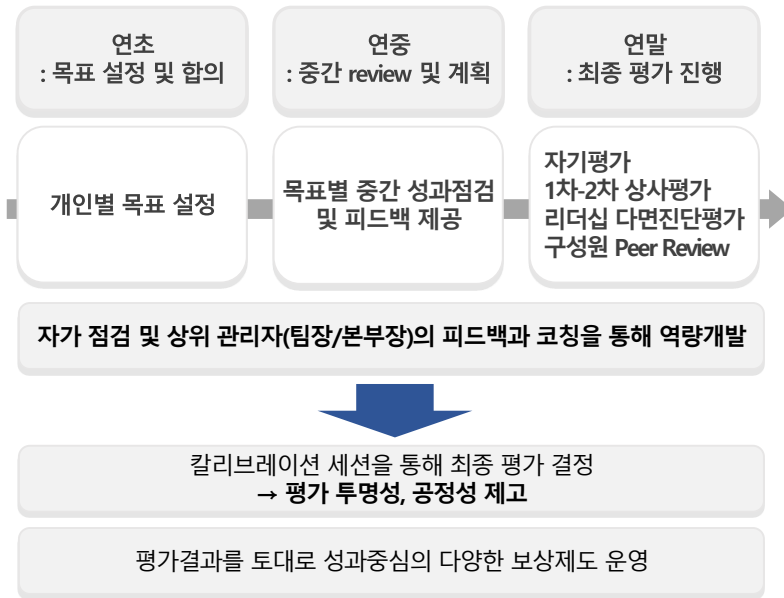 연초
: 목표 설정 및 합의
연중
: 중간 review 및 계획
연말
: 최종 평가 진행
개인별 목표 설정
목표별 중간 성과점검
및 피드백 제공
자기평가
1차-2차 상사평가
리더십 다면진단평가
구성원 Peer Review
자가 점검 및 상위 관리자(팀장/본부장)의 피드백과 코칭을 통해 역량개발
칼리브레이션 세션을 통해 최종 평가 결정
→ 평가 투명성, 공정성 제고
평가결과를 토대로 성과중심의 다양한 보상제도 운영